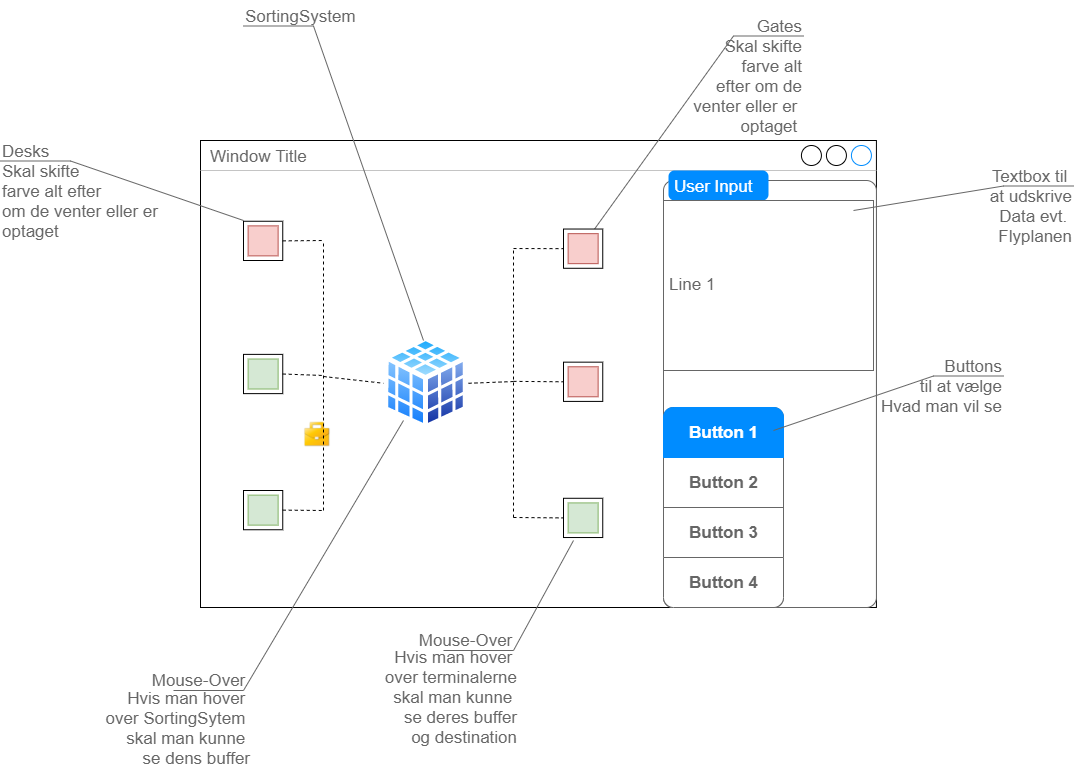 SortingSystem
Gates
Skal skifte
farve alt
efter om de
venter eller er
optaget
Desks
Skal skifte
farve alt efter
om de venter eller er
optaget
Window Title
User Input
Line 1
Textbox til
at udskrive
Data evt.
Flyplanen
Buttons
til at vælge
Hvad man vil se
Button 1
Button 2
Button 3
Button 4
Mouse-Over
Hvis man hover
over terminalerne
skal man kunne
se deres buffer
og destination
Mouse-Over
Hvis man hover
over SortingSytem
skal man kunne
se dens buffer